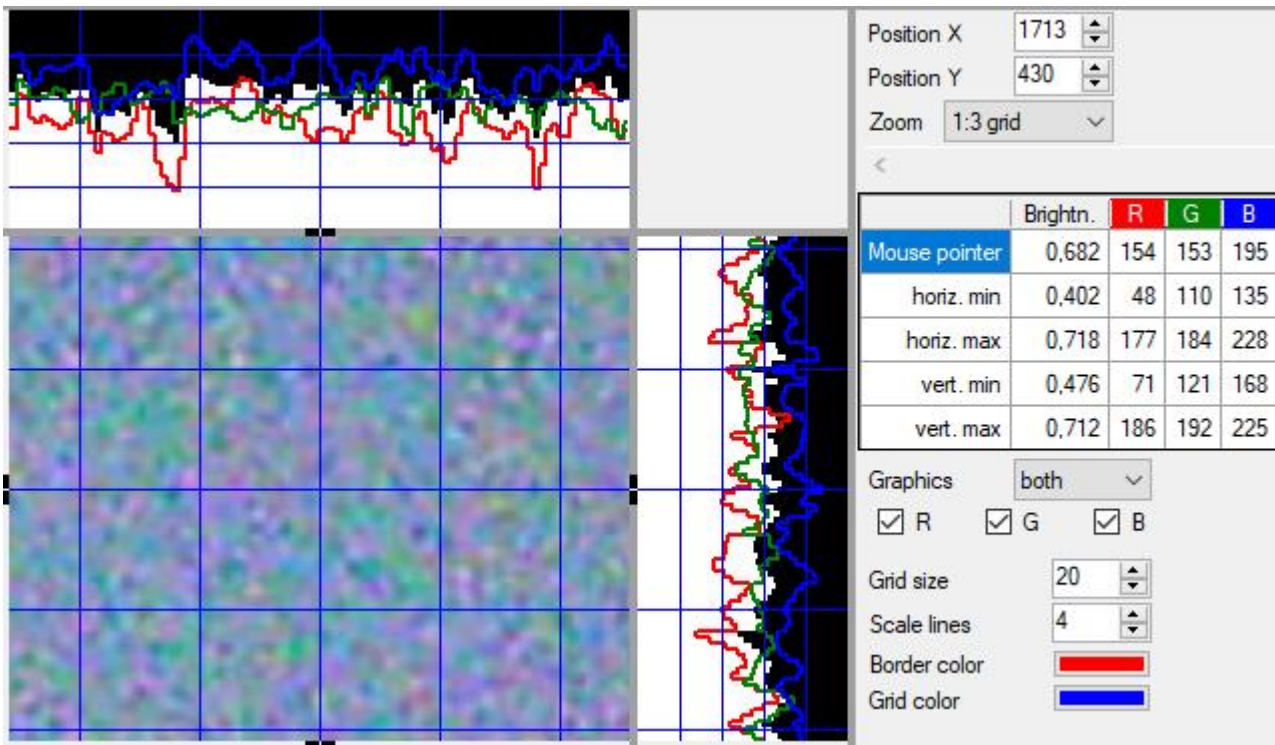 Position X 1713
Position Y 430
Zoom 1:3 grid
<
Brightn. R G B
Mouse pointer 0,682 154 153 195
horiz. min 0,402 48 110 135
horiz. max 0,718 177 184 228
vert. min 0,476 71 121 168
vert. max 0,712 186 192 225
Graphics both
R G B
Grid size 20
Scale lines 4
Border color
Grid color